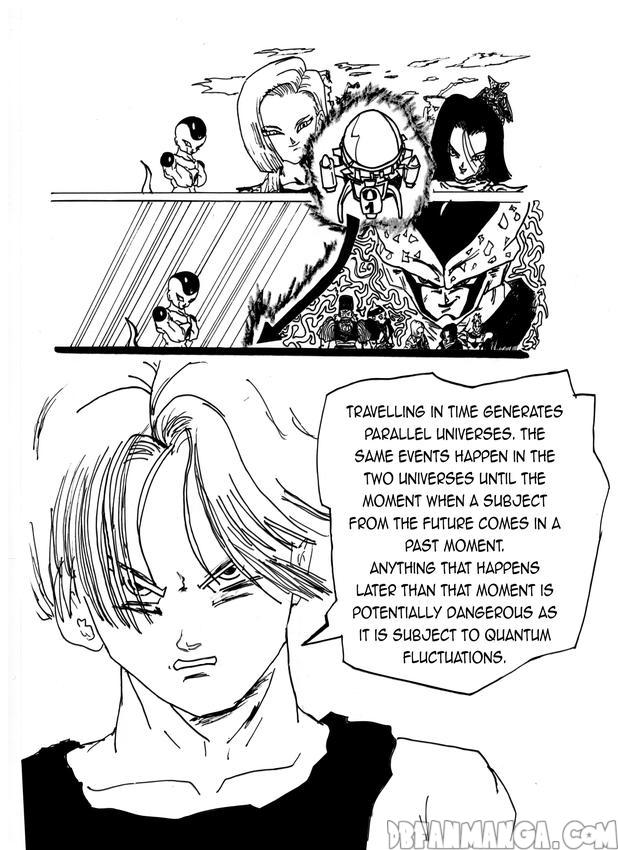 01
TRAVELLING IN TIME GENERATES
PARALLEL UNIVERSES. THE
SAME EVENTS HAPPEN IN THE
TWO UNIVERSES UNTIL THE
MOMENT WHEN A SUBJECT
FROM THE FUTURE COMES IN A
PAST MOMENT.
ANYTHING THAT HAPPENS
LATER THAN THAT MOMENT IS
POTENTIALLY DANGEROUS AS
IT IS SUBJECT TO QUANTUM
FLUCTUATIONS.
DBFANMANGA.COM